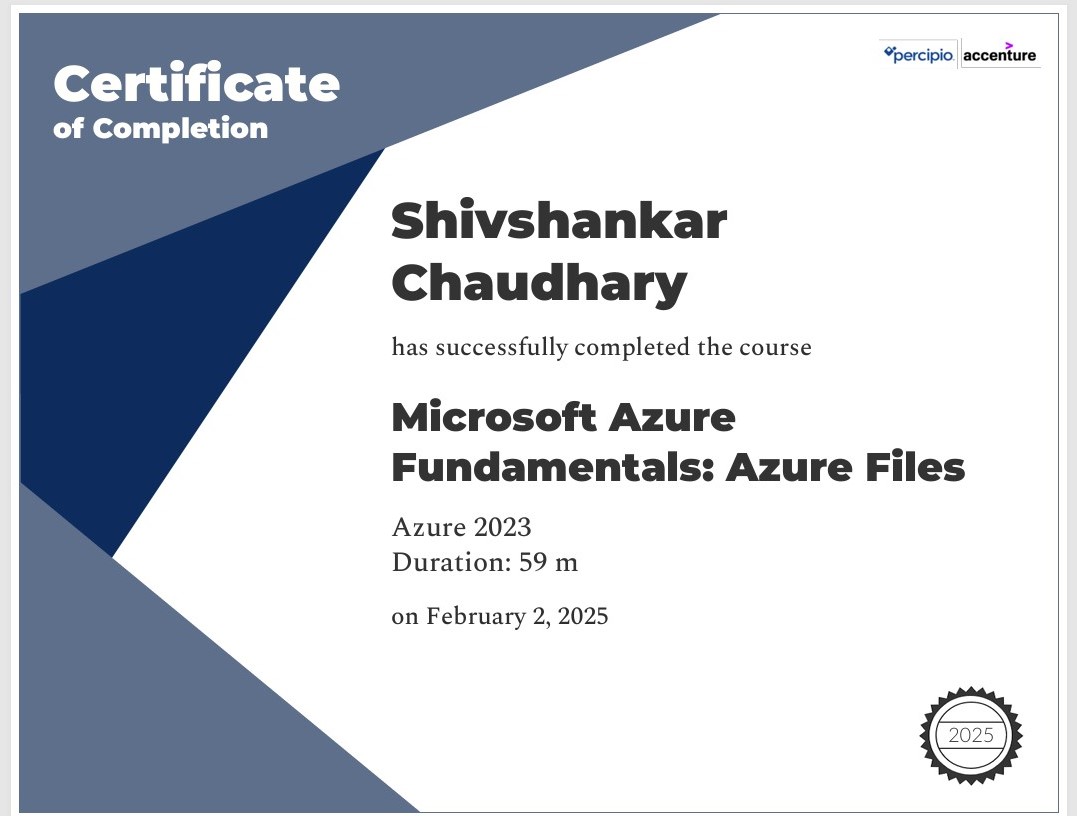 Certificate
of Completion
percipio. accenture
Shivshankar
Chaudhary
has successfully completed the course
Microsoft Azure
Fundamentals: Azure Files
Azure 2023
Duration: 59 m
on February 2, 2025
2025